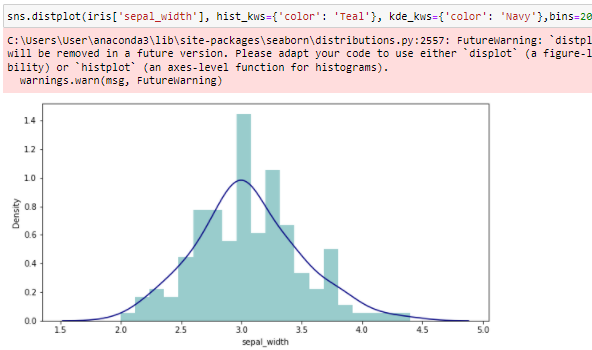 sns.distplot(iris['sepal_width'], hist_kws={'color': 'Teal'}, kde_kws={'color': 'Navy'},bins=20
C:\Users\User\anaconda3\lib\site-packages\seaborn\distributions.py:2557: FutureWarning: `distpl
will be removed in a future version. Please adapt your code to use either `displot` (a figure-l
bility) or `histplot` (an axes-level function for histograms).
warnings.warn(msg, FutureWarning)
1.4
1.2
1.0
0.8
0.6
0.4
0.2
0.0
Density
1.5 2.0 2.5 3.0 3.5 4.0 4.5 5.0
sepal_width